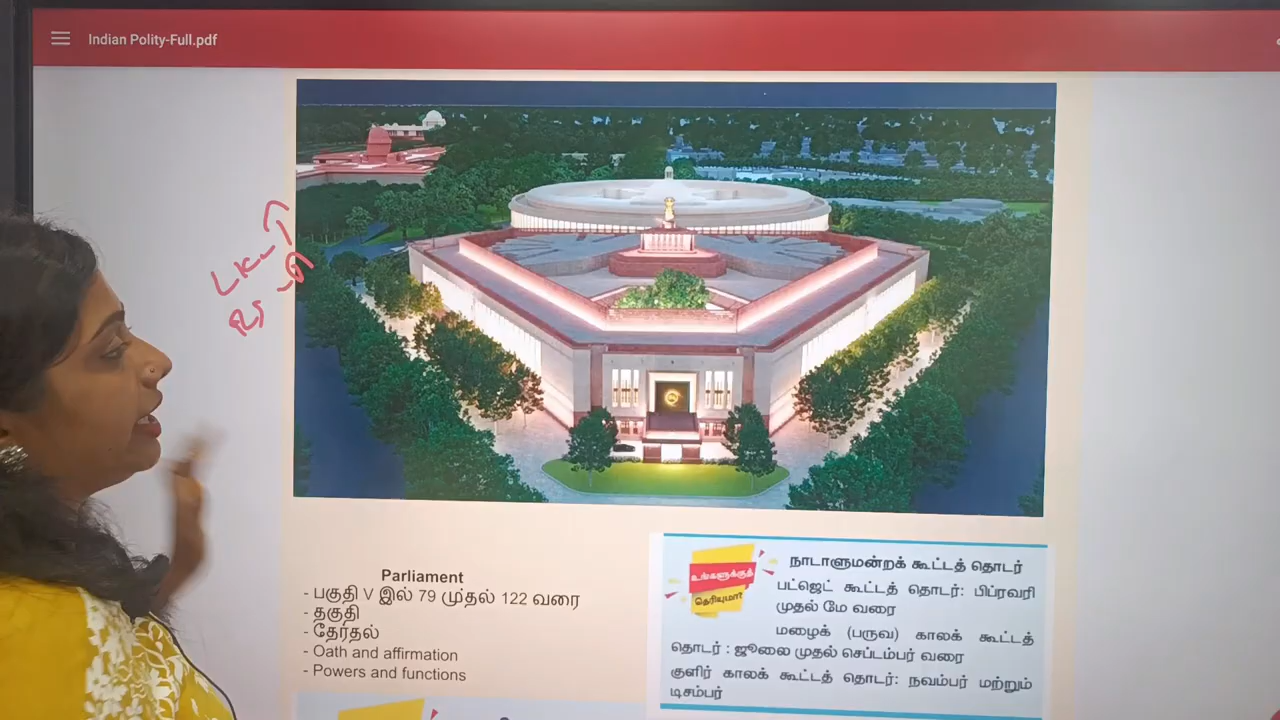 Indian Polity-Full.pdf
Parliament
- பகுதி V இல் 79 முதல் 122 வரை
- தகுதி
- தேர்தல்
- Oath and affirmation
- Powers and functions
உங்களுக்குத்
தெரியுமா?
நாடாளுமன்றக் கூட்டத் தொடர்
பட்ஜெட் கூட்டத் தொடர்: பிப்ரவரி
முதல் மே வரை
மழைக் (பருவ) காலக் கூட்டத்
தொடர் : ஜூலை முதல் செப்டம்பர் வரை
குளிர் காலக் கூட்டத் தொடர்: நவம்பர் மற்றும்
டிசம்பர்